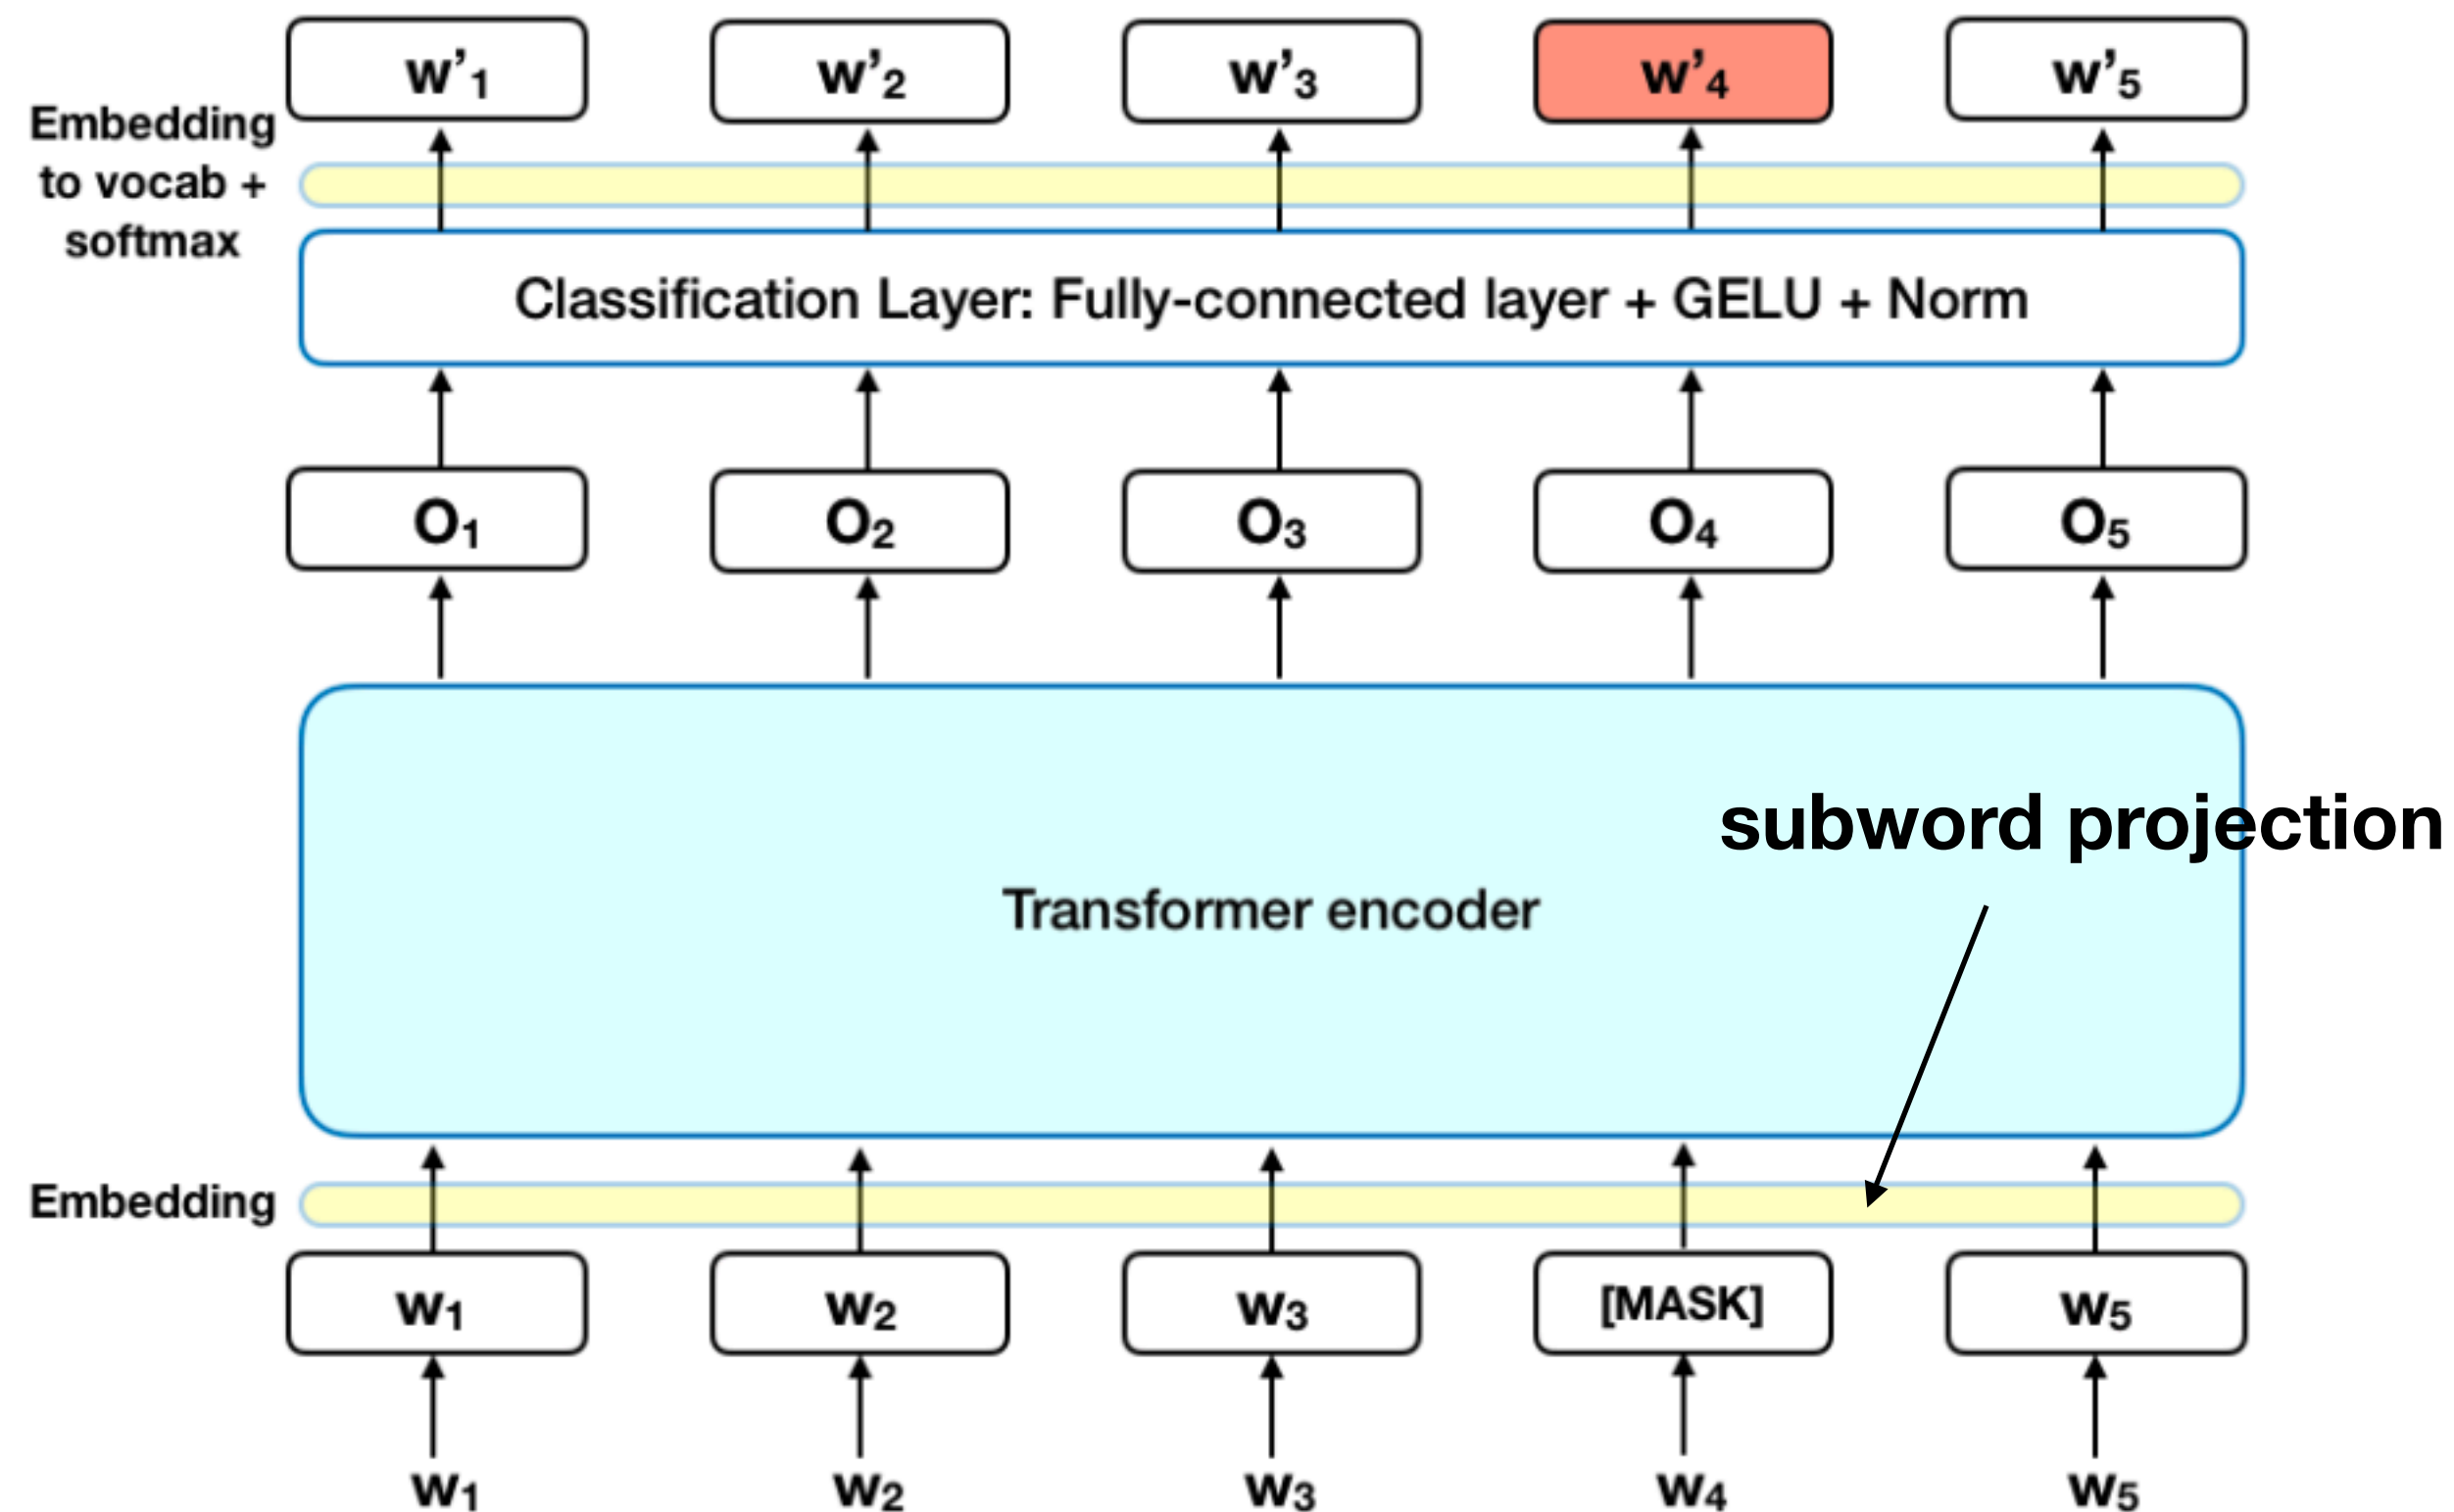 w’1 w’2 w’3 w’4 w’5
Embedding
to vocab +
softmax
Classification Layer: Fully-connected layer + GELU + Norm
O1 O2 O3 O4 O5
subword projection
Transformer encoder
Embedding
w1 w2 w3 [MASK] w5
w1 w2 w3 w4 w5